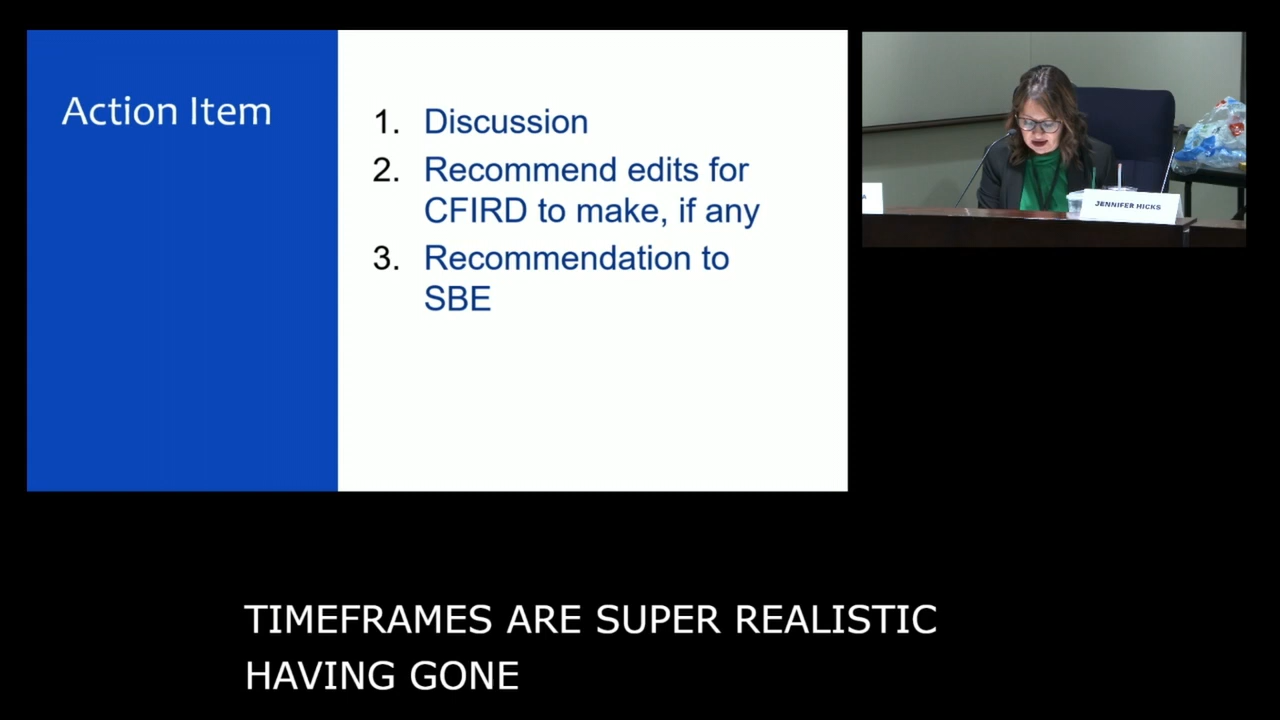 Action Item
1. Discussion
2. Recommend edits for
CFIRD to make, if any
3. Recommendation to
SBE
A
JENNIFER HICKS
TIMEFRAMES ARE SUPER REALISTIC
HAVING GONE